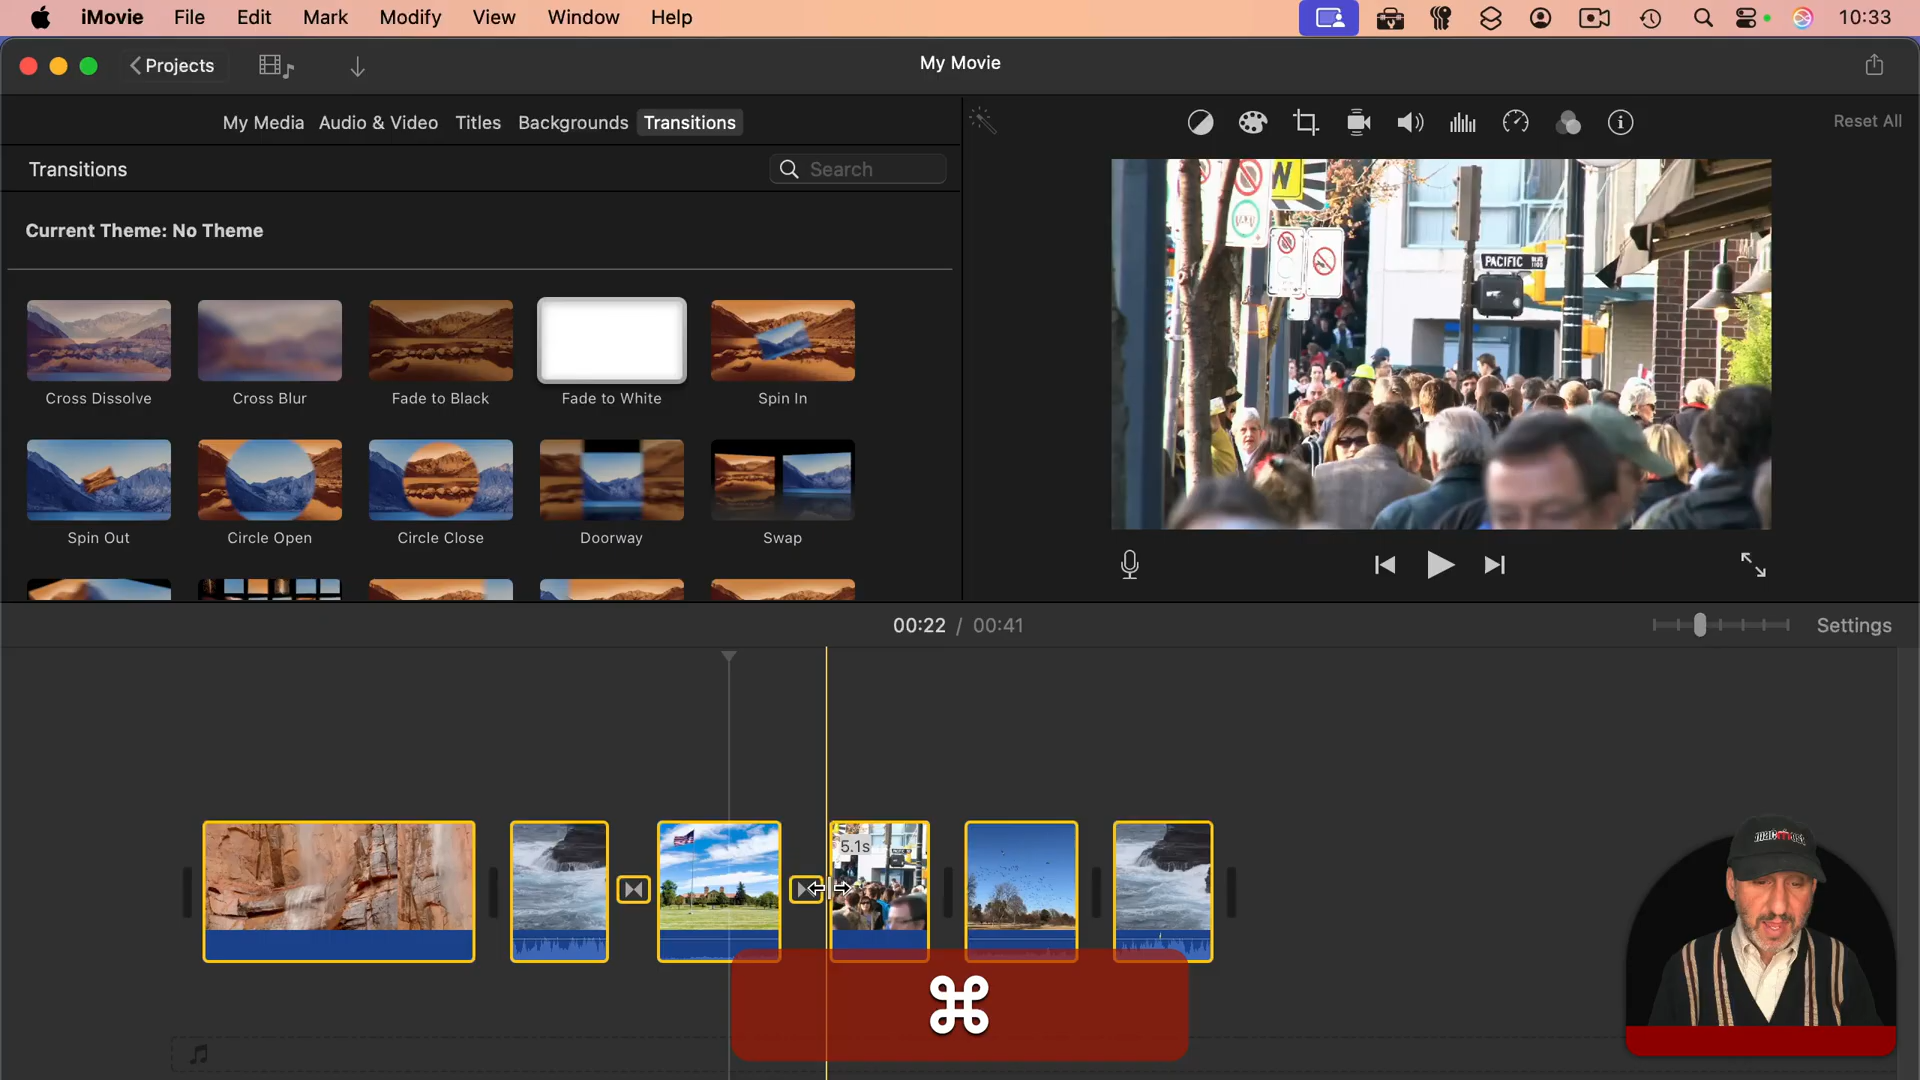 iMovie File Edit Mark Modify View Window Help 10:33
Projects My Movie
My Media Audio & Video Titles Backgrounds Transitions Reset All
Transitions Search
Current Theme: No Theme
Cross Dissolve Cross Blur Fade to Black Fade to White Spin In
Spin Out Circle Open Circle Close Doorway Swap
W
PACIFIC
00:22 / 00:41 Settings
5.1s
⌘